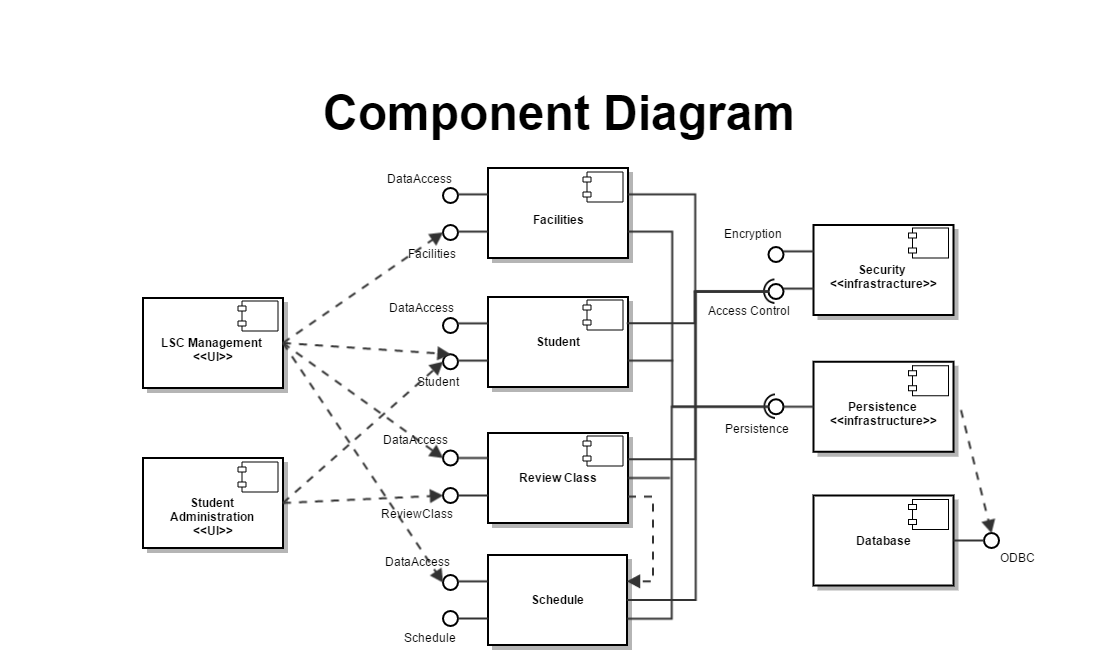 Component Diagram
DataAccess
Facilities
Facilities
Encryption
Security
<<infrastracture>>
Access Control
DataAccess
Student
Student
LSC Management
<<UI>>
Persistence
<<infrastructure>>
Persistence
DataAccess
Review Class
ReviewClass
Student
Administration
<<UI>>
Database
ODBC
DataAccess
Schedule
Schedule